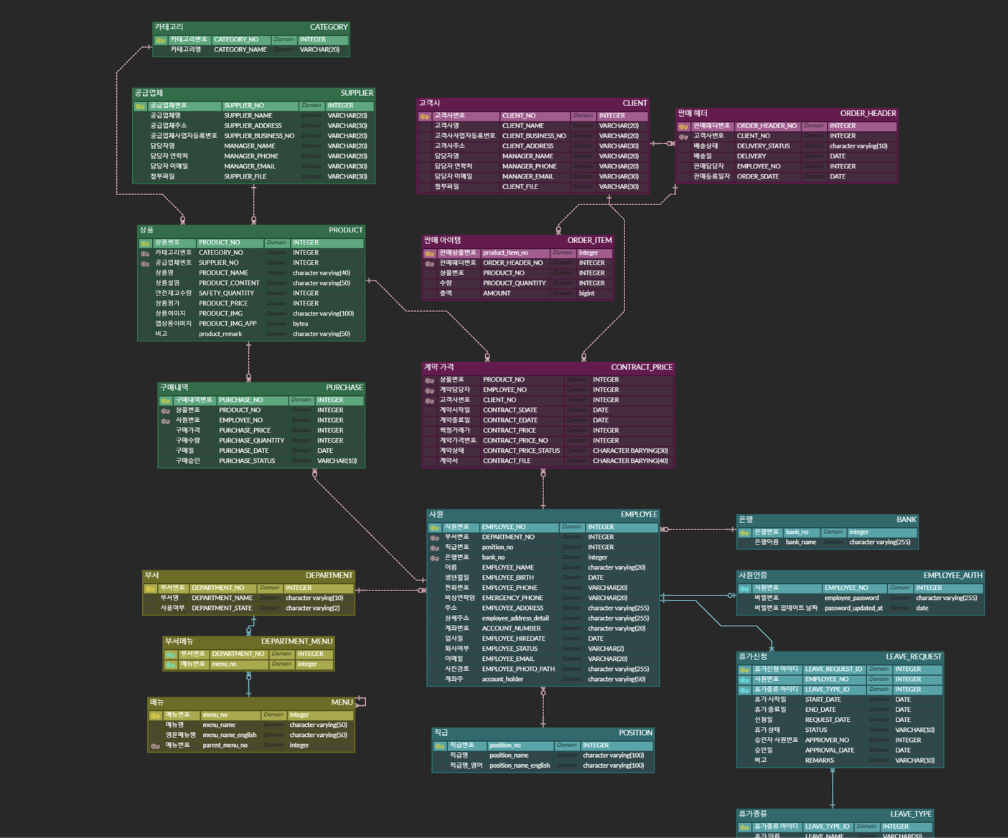 카테고리 CATEGORY
카테고리번호 CATEGORY_NO Domain INTEGER
카테고리명 CATEGORY_NAME Domain VARCHAR(20)
공급업체 SUPPLIER
공급업체번호 SUPPLIER_NO Domain INTEGER
공급업체명 SUPPLIER_NAME Domain VARCHAR(20)
공급업체주소 SUPPLIER_ADDRESS Domain VARCHAR(30)
공급업체사업자등록번호 SUPPLIER_BUSINESS_NO Domain VARCHAR(20)
담당자명 MANAGER_NAME Domain VARCHAR(20)
담당자 연락처 MANAGER_PHONE Domain VARCHAR(20)
담당자 이메일 MANAGER_EMAIL Domain VARCHAR(30)
첨부파일 SUPPLIER_FILE Domain VARCHAR(30)
고객사 CLIENT
고객사번호 CLIENT_NO Domain INTEGER
고객사명 CLIENT_NAME Domain VARCHAR(20)
고객사사업자등록번호 CLIENT_BUSINESS_NO Domain VARCHAR(20)
고객사주소 CLIENT_ADDRESS Domain VARCHAR(30)
담당자명 MANAGER_NAME Domain VARCHAR(20)
담당자 연락처 MANAGER_PHONE Domain VARCHAR(20)
담당자 이메일 MANAGER_EMAIL Domain VARCHAR(30)
첨부파일 CLIENT_FILE Domain VARCHAR(30)
판매 헤더 ORDER_HEADER
판매헤더번호 ORDER_HEADER_NO Domain INTEGER
고객사번호 CLIENT_NO Domain INTEGER
배송상태 DELIVERY_STATUS Domain character varying(10)
배송일 DELIVERY Domain DATE
판매담당자 EMPLOYEE_NO Domain INTEGER
판매등록일자 ORDER_SDATE Domain DATE
상품 PRODUCT
상품번호 PRODUCT_NO Domain INTEGER
카테고리번호 CATEGORY_NO Domain INTEGER
공급업체번호 SUPPLIER_NO Domain INTEGER
상품명 PRODUCT_NAME Domain character varying(40)
상품설명 PRODUCT_CONTENT Domain character varying(50)
안전재고수량 SAFETY_QUANTITY Domain INTEGER
상품정가 PRODUCT_PRICE Domain INTEGER
상품이미지 PRODUCT_IMG Domain character varying(100)
앱상품이미지 PRODUCT_IMG_APP Domain bytea
비고 product_remark Domain character varying(50)
판매 아이템 ORDER_ITEM
판매상품번호 product_item_no Domain integer
판매헤더번호 ORDER_HEADER_NO Domain INTEGER
상품번호 PRODUCT_NO Domain INTEGER
수량 PRODUCT_QUANTITY Domain INTEGER
총액 AMOUNT Domain bigint
구매내역 PURCHASE
구매내역번호 PURCHASE_NO Domain INTEGER
상품번호 PRODUCT_NO Domain INTEGER
사원번호 EMPLOYEE_NO Domain INTEGER
구매가격 PURCHASE_PRICE Domain INTEGER
구매수량 PURCHASE_QUANTITY Domain INTEGER
구매일 PURCHASE_DATE Domain DATE
구매승인 PURCHASE_STATUS Domain VARCHAR(10)
계약 가격 CONTRACT_PRICE
상품번호 PRODUCT_NO Domain INTEGER
계약담당자 EMPLOYEE_NO Domain INTEGER
고객사번호 CLIENT_NO Domain INTEGER
계약시작일 CONTRACT_SDATE Domain DATE
계약종료일 CONTRACT_EDATE Domain DATE
책정거래가 CONTRACT_PRICE Domain INTEGER
계약가격번호 CONTRACT_PRICE_NO Domain INTEGER
계약상태 CONTRACT_PRICE_STATUS Domain CHARACTER BARYING(30)
계약서 CONTRACT_FILE Domain CHARACTER BARYING(40)
사원 EMPLOYEE
사원번호 EMPLOYEE_NO Domain INTEGER
부서번호 DEPARTMENT_NO Domain INTEGER
직급번호 position_no Domain INTEGER
은행번호 bank_no Domain integer
이름 EMPLOYEE_NAME Domain character varying(20)
생년월일 EMPLOYEE_BIRTH Domain DATE
전화번호 EMPLOYEE_PHONE Domain VARCHAR(20)
비상연락망 EMERGENCY_PHONE Domain VARCHAR(20)
주소 EMPLOYEE_ADDRESS Domain character varying(255)
상세주소 employee_address_detail Domain character varying(255)
계좌번호 ACCOUNT_NUMBER Domain character varying(20)
입사일 EMPLOYEE_HIREDATE Domain DATE
퇴사여부 EMPLOYEE_STATUS Domain VARCHAR(2)
이메일 EMPLOYEE_EMAIL Domain VARCHAR(20)
사진경로 EMPLOYEE_PHOTO_PATH Domain character varying(255)
계좌주 account_holder Domain character varying(50)
은행 BANK
은행번호 bank_no Domain integer
은행이름 bank_name Domain character varying(255)
부서 DEPARTMENT
부서번호 DEPARTMENT_NO Domain INTEGER
부서명 DEPARTMENT_NAME Domain character varying(10)
사용여부 DEPARTMENT_STATE Domain character varying(2)
사원인증 EMPLOYEE_AUTH
사원번호 EMPLOYEE_NO Domain INTEGER
비밀번호 employee_password Domain character varying(255)
비밀번호 업데이트 날짜 password_updated_at Domain date
부서메뉴 DEPARTMENT_MENU
부서번호 DEPARTMENT_NO Domain INTEGER
메뉴번호 menu_no Domain integer
휴가신청 LEAVE_REQUEST
휴가신청 아이디 LEAVE_REQUEST_ID Domain INTEGER
사원번호 EMPLOYEE_NO Domain INTEGER
휴가종류 아이디 LEAVE_TYPE_ID Domain INTEGER
휴가 시작일 START_DATE Domain DATE
휴가 종료일 END_DATE Domain DATE
신청일 REQUEST_DATE Domain DATE
휴가 상태 STATUS Domain VARCHAR(10)
승인자 사원번호 APPROVER_NO Domain INTEGER
승인일 APPROVAL_DATE Domain DATE
비고 REMARKS Domain VARCHAR(10)
메뉴 MENU
메뉴번호 menu_no Domain integer
메뉴명 menu_name Domain character varying(50)
영문메뉴명 menu_name_english Domain character varying(50)
메뉴번호 parent_menu_no Domain integer
직급 POSITION
직급번호 position_no Domain INTEGER
직급명 position_name Domain character varying(100)
직급명_영어 position_name_english Domain character varying(100)
휴가종류 LEAVE_TYPE
휴가종류 아이디 LEAVE_TYPE_ID Domain INTEGER
휴가 이름 LEAVE_NAME Domain VARCHAR(20)